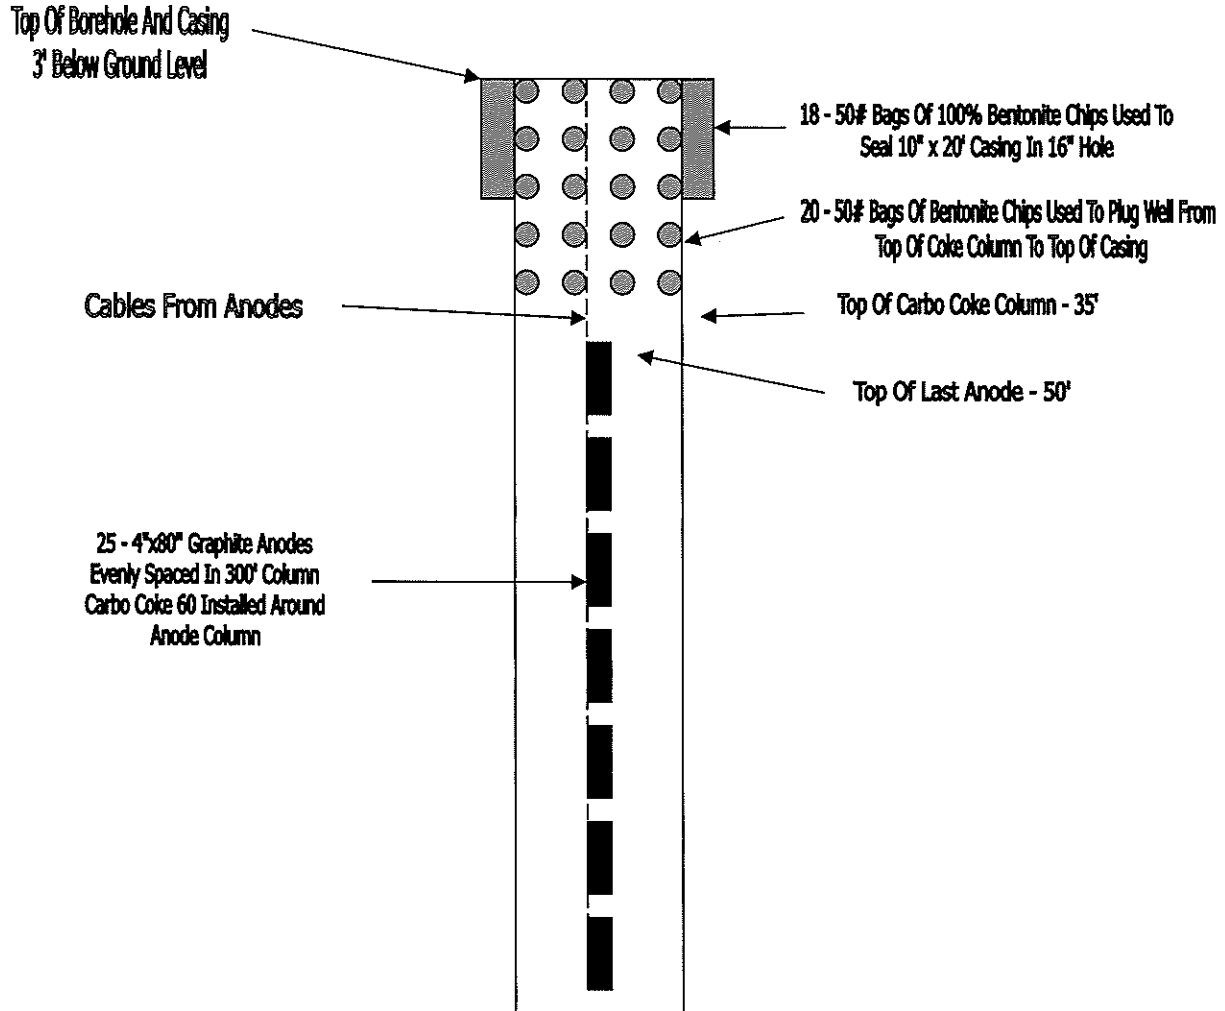 Top Of Borehole And Casing
3' Below Ground Level
18 - 50# Bags Of 100% Bentonite Chips Used To
Seal 10" x 20' Casing In 16" Hole
20 - 50# Bags Of Bentonite Chips Used To Plug Well From
Top Of Coke Column To Top Of Casing
Cables From Anodes
Top Of Carbo Coke Column - 35'
Top Of Last Anode - 50'
25 - 4"x80" Graphite Anodes
Evenly Spaced In 300' Column
Carbo Coke 60 Installed Around
Anode Column